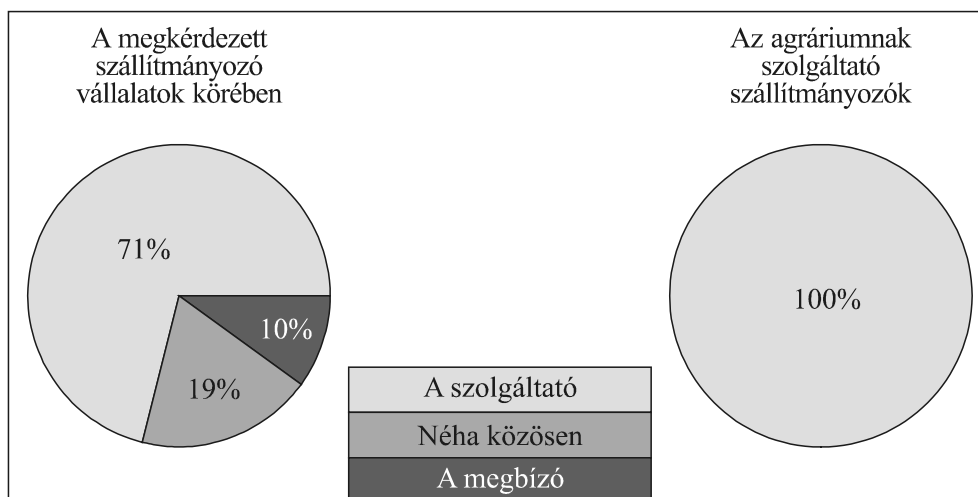 A megkérdezett
szállítmányozó
vállalatok körében
71%
10%
19%
Az agráriumnak
szolgáltató
szállítmányozók
100%
A szolgáltató
Néha közösen
A megbízó